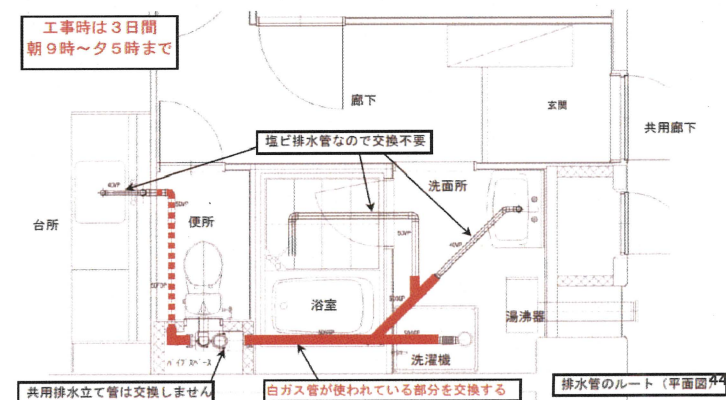 工事時は３日間
朝９時～夕５時まで
廊下
玄関
共用廊下
塩ビ排水管なので交換不要
洗面所
40VP
50VP
台所
便所
50VP
40VP
浴室
湯沸器
洗濯機
パイプスペース
共用排水立て管は交換しません
白ガス管が使われている部分を交換する
排水管のルート（平面図）44